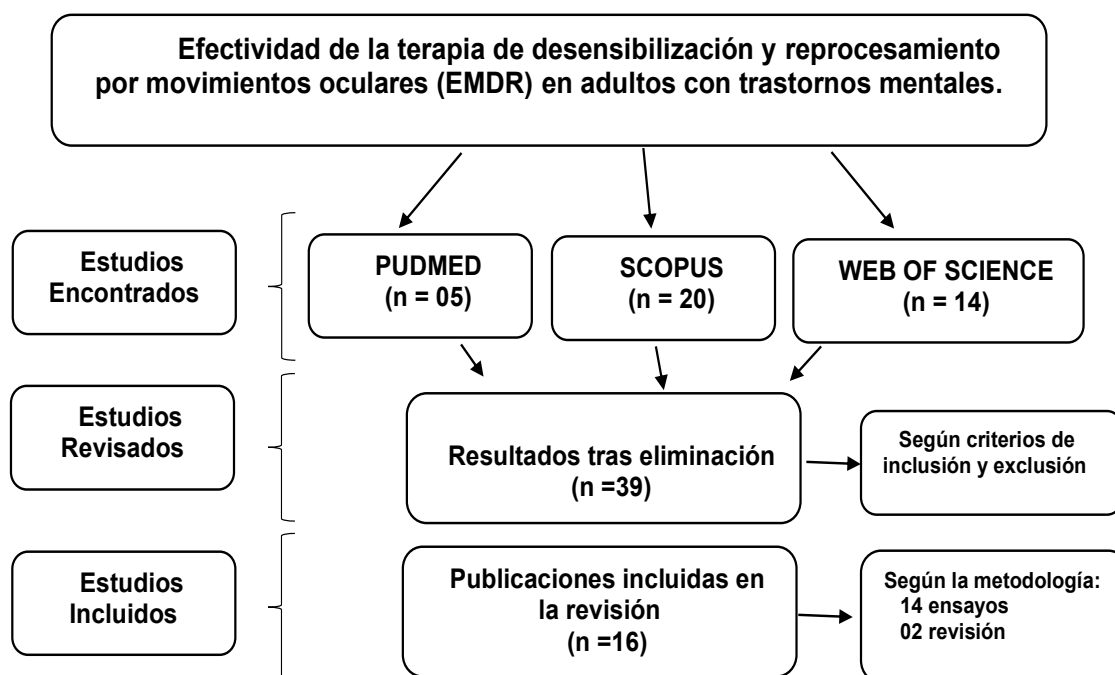 Efectividad de la terapia de desensibilización y reprocesamiento
por movimientos oculares (EMDR) en adultos con trastornos mentales.
Estudios
Encontrados
PUDMED
(n = 05)
SCOPUS
(n = 20)
WEB OF SCIENCE
(n = 14)
Estudios
Revisados
Resultados tras eliminación
(n =39)
Según criterios de
inclusión y exclusión
Estudios
Incluidos
Publicaciones incluidas en
la revisión
(n =16)
Según la metodología:
14 ensayos
02 revisión